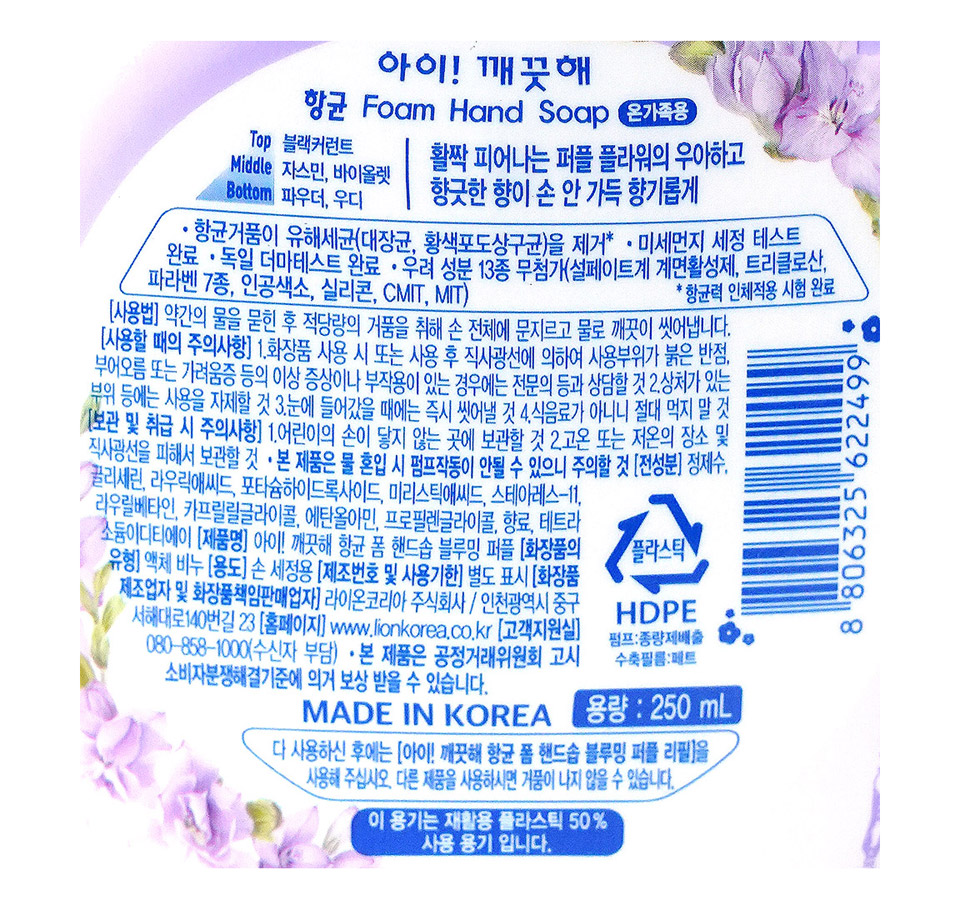 아이! 깨끗해
항균 Foam Hand Soap 온가족용
Top 블랙커런트
Middle 쟈스민, 바이올렛
Bottom 파우더, 우디
활짝 피어나는 퍼플 플라워의 우아하고
향긋한 향이 손 안 가득 향기롭게
• 항균거품이 유해세균(대장균, 황색포도상구균)을 제거* • 미세먼지 세정 테스트
완료 • 독일 더마테스트 완료 • 우려 성분 13종 무첨가(설페이트계 계면활성제, 트리클로산,
파라벤 7종, 인공색소, 실리콘, CMIT, MIT)
* 항균력 인체적용 시험 완료
[사용법] 약간의 물을 묻힌 후 적당량의 거품을 취해 손 전체에 문지르고 물로 깨끗이 씻어냅니다.
[사용할 때의 주의사항] 1.화장품 사용 시 또는 사용 후 직사광선에 의하여 사용부위가 붉은 반점,
부어오름 또는 가려움증 등의 이상 증상이나 부작용이 있는 경우에는 전문의 등과 상담할 것 2.상처가 있는
부위 등에는 사용을 자제할 것 3.눈에 들어갔을 때에는 즉시 씻어낼 것 4.식음료가 아니니 절대 먹지 말 것
[보관 및 취급 시 주의사항] 1.어린이의 손이 닿지 않는 곳에 보관할 것 2.고온 또는 저온의 장소 및
직사광선을 피해서 보관할 것 • 본 제품은 물 혼입 시 펌프작동이 안될 수 있으니 주의할 것 [전성분] 정제수,
글리세린, 라우릭애씨드, 포타슘하이드록사이드, 미리스틱애씨드, 스테아레스-11,
라우릴베타인, 카프릴릴글라이콜, 에탄올아민, 프로필렌글라이콜, 향료, 테트라
소듐이디티에이 [제품명] 아이! 깨끗해 항균 폼 핸드솝 블루밍 퍼플 [화장품의
유형] 액체 비누 [용도] 손 세정용 [제조번호 및 사용기한] 별도 표시 [화장품
제조업자 및 화장품책임판매업자] 라이온코리아 주식회사 / 인천광역시 중구
서해대로140번길 23 [홈페이지] www.lionkorea.co.kr [고객지원실]
080-858-1000(수신자 부담) • 본 제품은 공정거래위원회 고시
소비자분쟁해결기준에 의거 보상 받을 수 있습니다.
플라스틱
HDPE
펌프:종량제배출
수축필름:페트
8 806325 622499
MADE IN KOREA 용량 : 250 mL
다 사용하신 후에는 [아이! 깨끗해 항균 폼 핸드솝 블루밍 퍼플 리필]을
사용해 주십시오. 다른 제품을 사용하시면 거품이 나지 않을 수 있습니다.
이 용기는 재활용 플라스틱 50%
사용 용기 입니다.